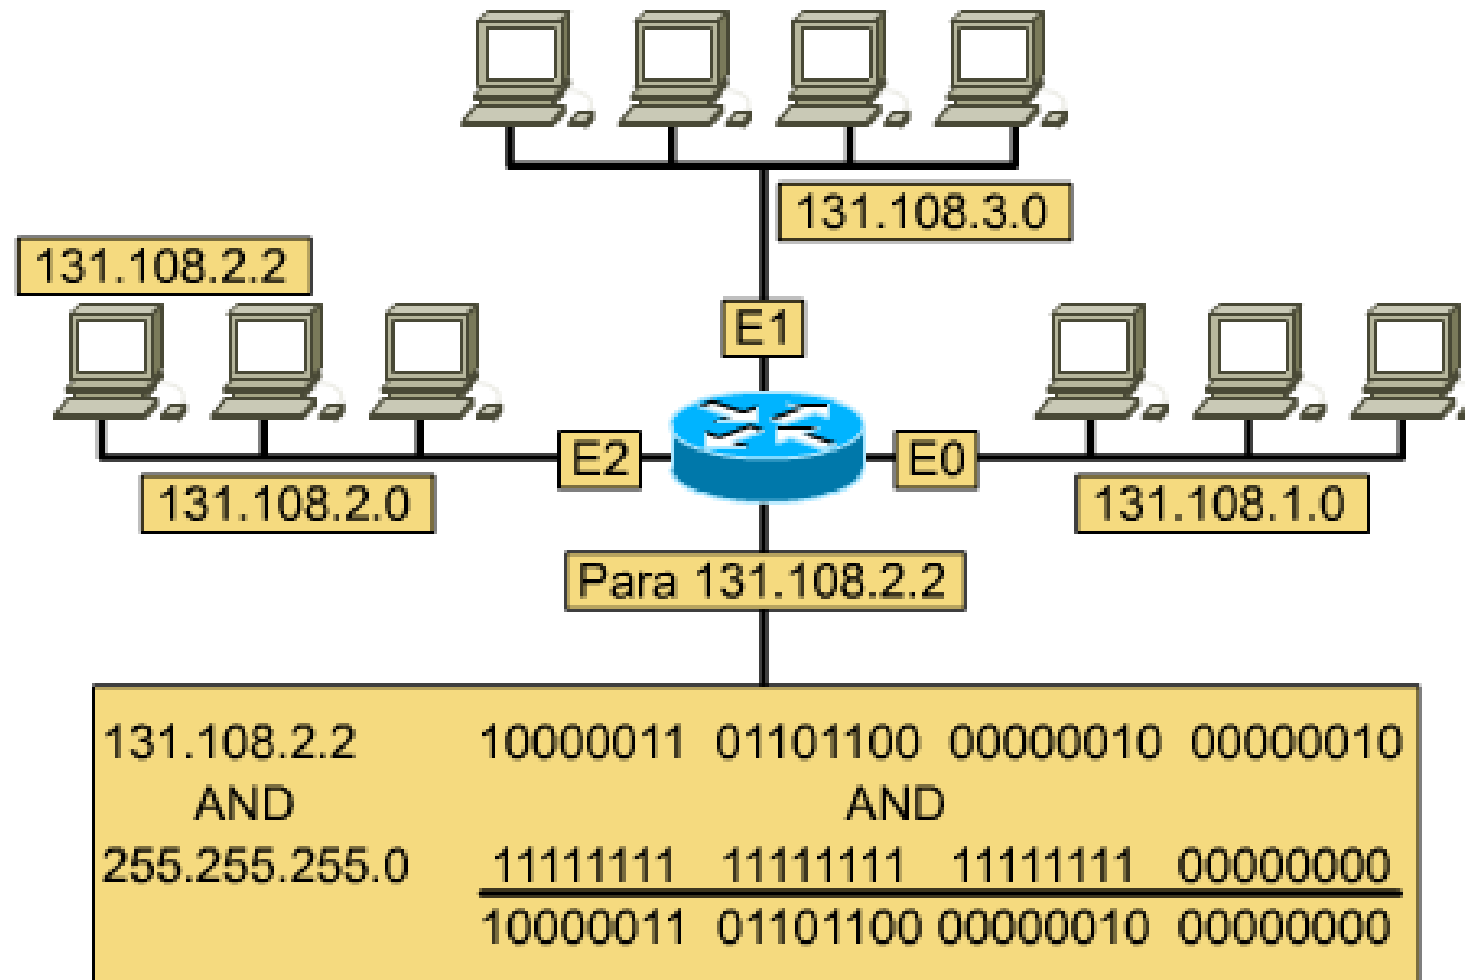 131.108.3.0
131.108.2.2
E1
E2
E0
131.108.2.0
131.108.1.0
Para 131.108.2.2
131.108.2.2 10000011 01101100 00000010 00000010
AND AND
255.255.255.0 11111111 11111111 11111111 00000000
10000011 01101100 00000010 00000000